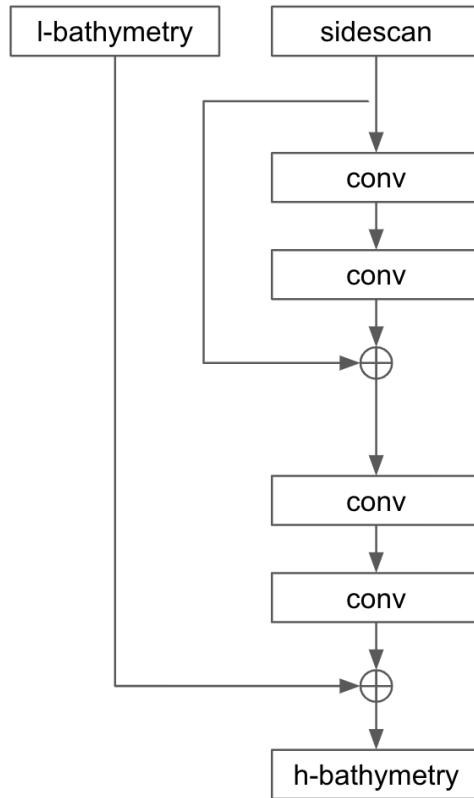 l-bathymetry
sidescan
conv
conv
conv
conv
h-bathymetry